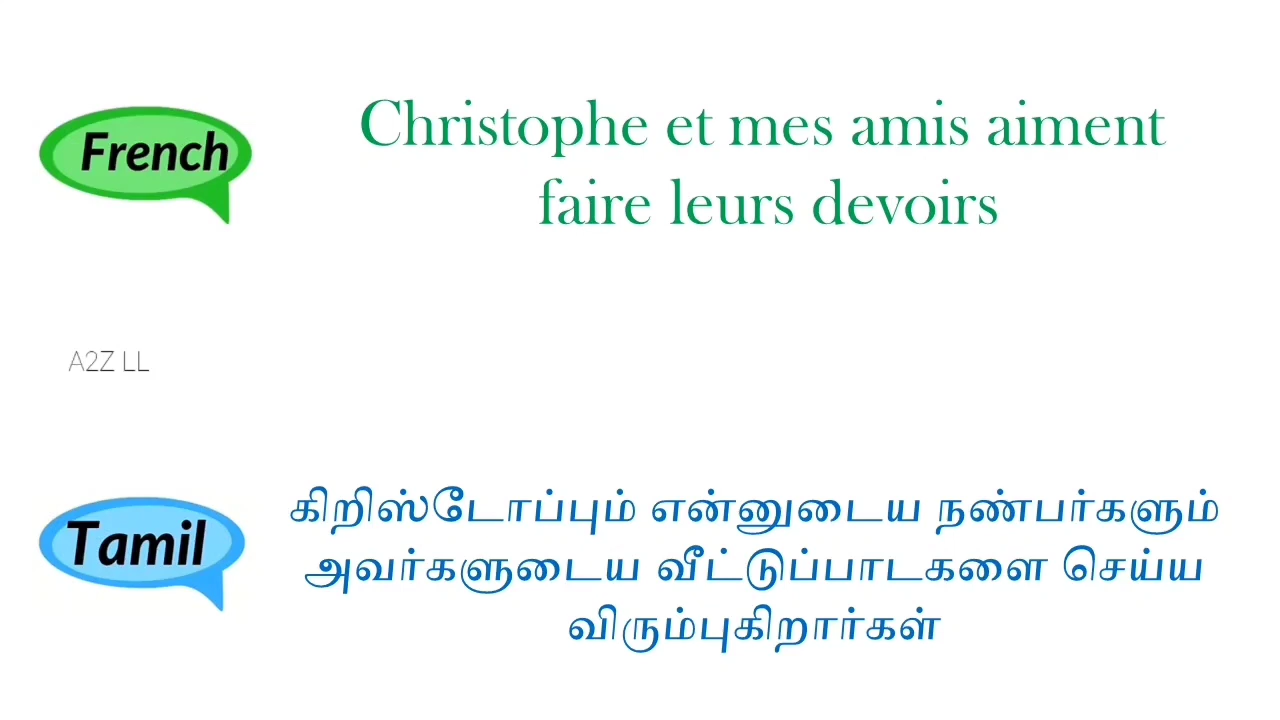 French
Christophe et mes amis aiment
faire leurs devoirs
A2Z LL
Tamil
கிறிஸ்டோப்பும் என்னுடைய நண்பர்களும்
அவர்களுடைய வீட்டுப்பாடகளை செய்ய
விரும்புகிறார்கள்